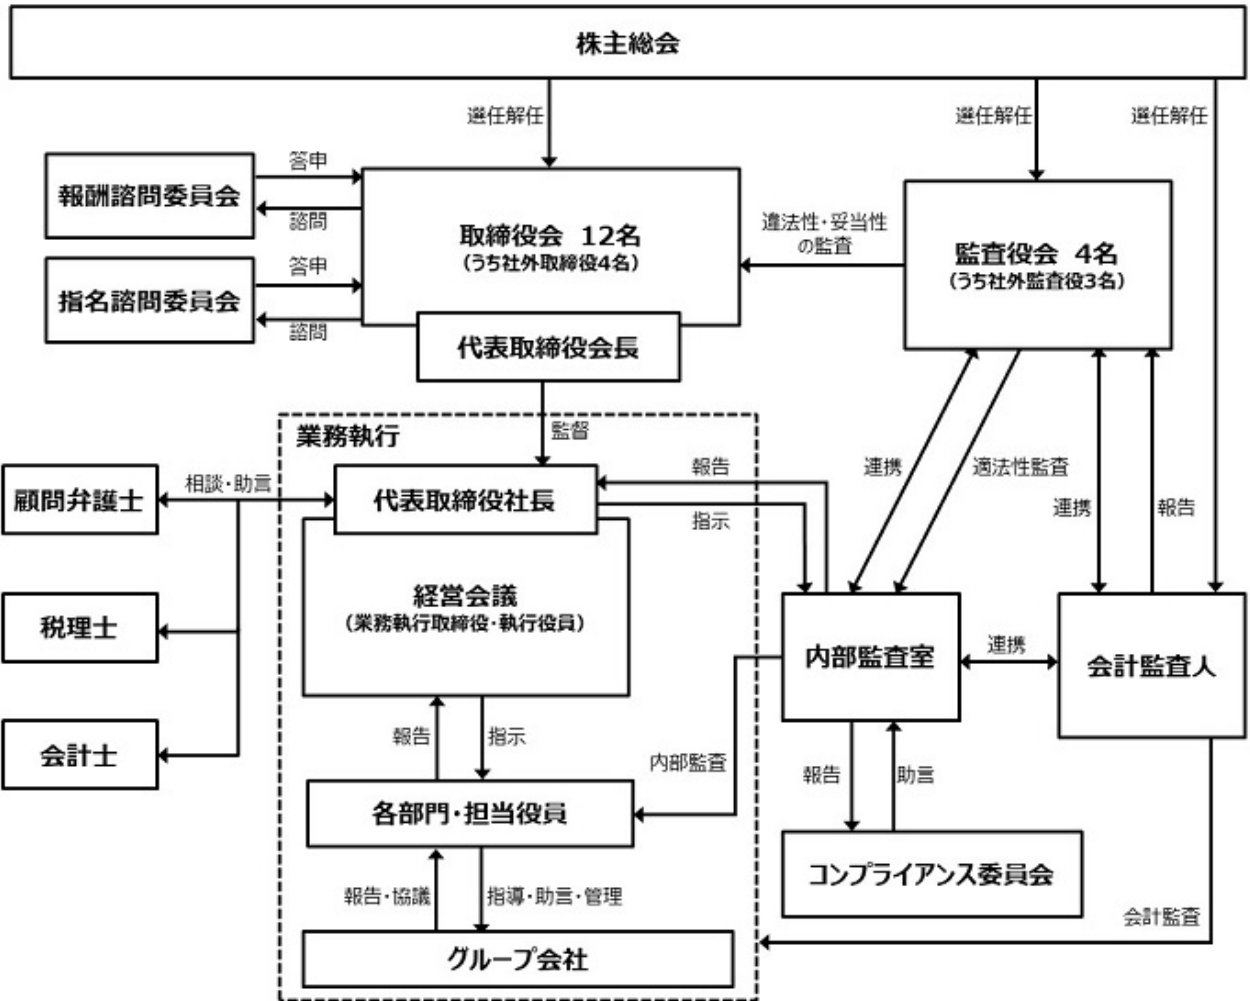 株主総会
選任解任
選任解任
選任解任
報酬諮問委員会
答申
諮問
指名諮問委員会
答申
諮問
取締役会 12名
(うち社外取締役4名)
代表取締役会長
違法性・妥当性
の監査
監査役会 4名
(うち社外監査役3名)
監督
業務執行
連携
適法性監査
連携
報告
顧問弁護士
相談・助言
代表取締役社長
報告
指示
経営会議
(業務執行取締役・執行役員)
税理士
会計士
内部監査室
連携
会計監査人
報告
指示
内部監査
報告
助言
各部門・担当役員
コンプライアンス委員会
報告・協議
指導・助言・管理
会計監査
グループ会社